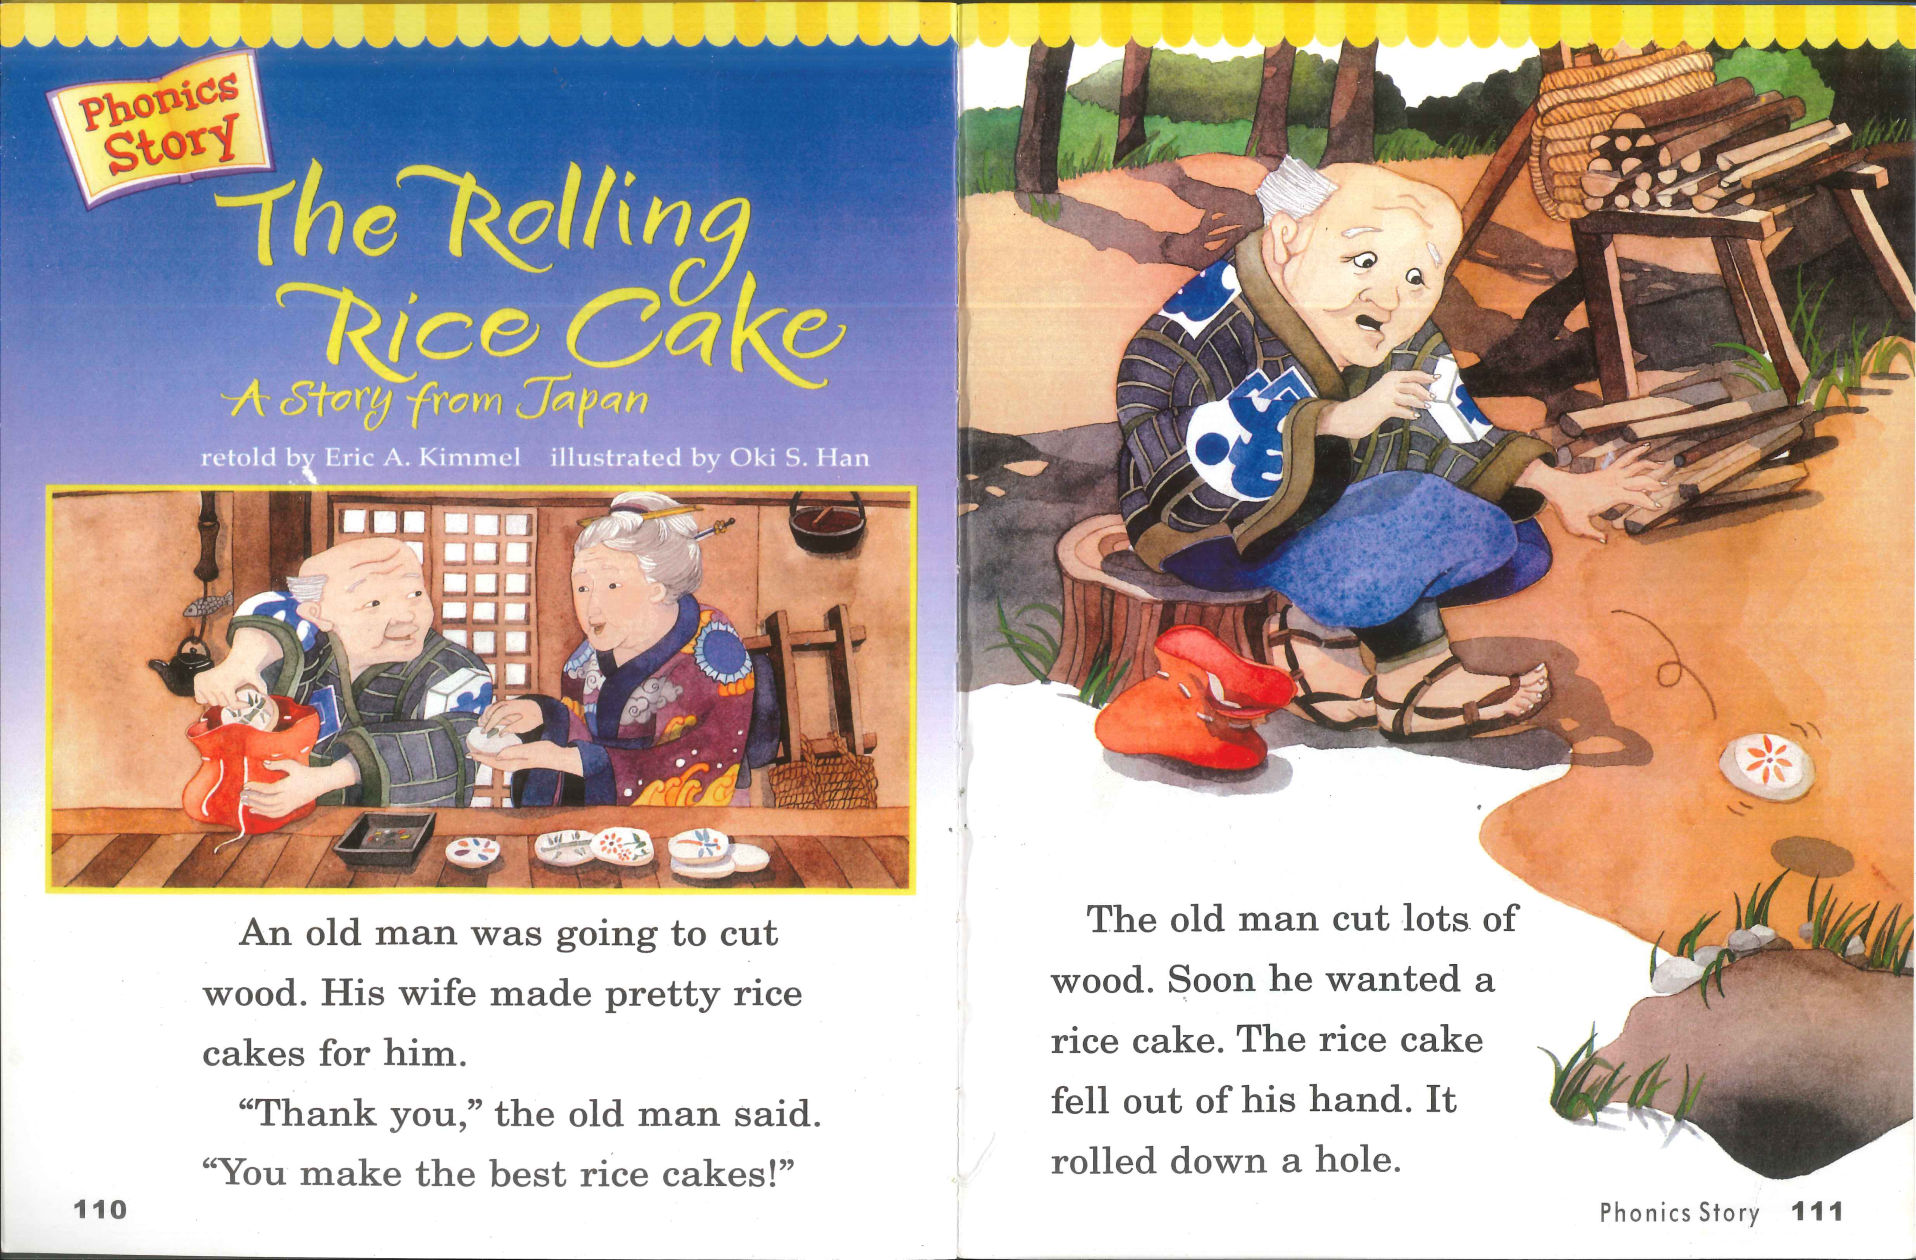 Phonics
Story
The Rolling
Rice Cake
A Story from Japan
retold by Eric A. Kimmel illustrated by Oki S. Han
An old man was going to cut
wood. His wife made pretty rice
cakes for him.
“Thank you,” the old man said.
“You make the best rice cakes!”
110
The old man cut lots of
wood. Soon he wanted a
rice cake. The rice cake
fell out of his hand. It
rolled down a hole.
Phonics Story 111